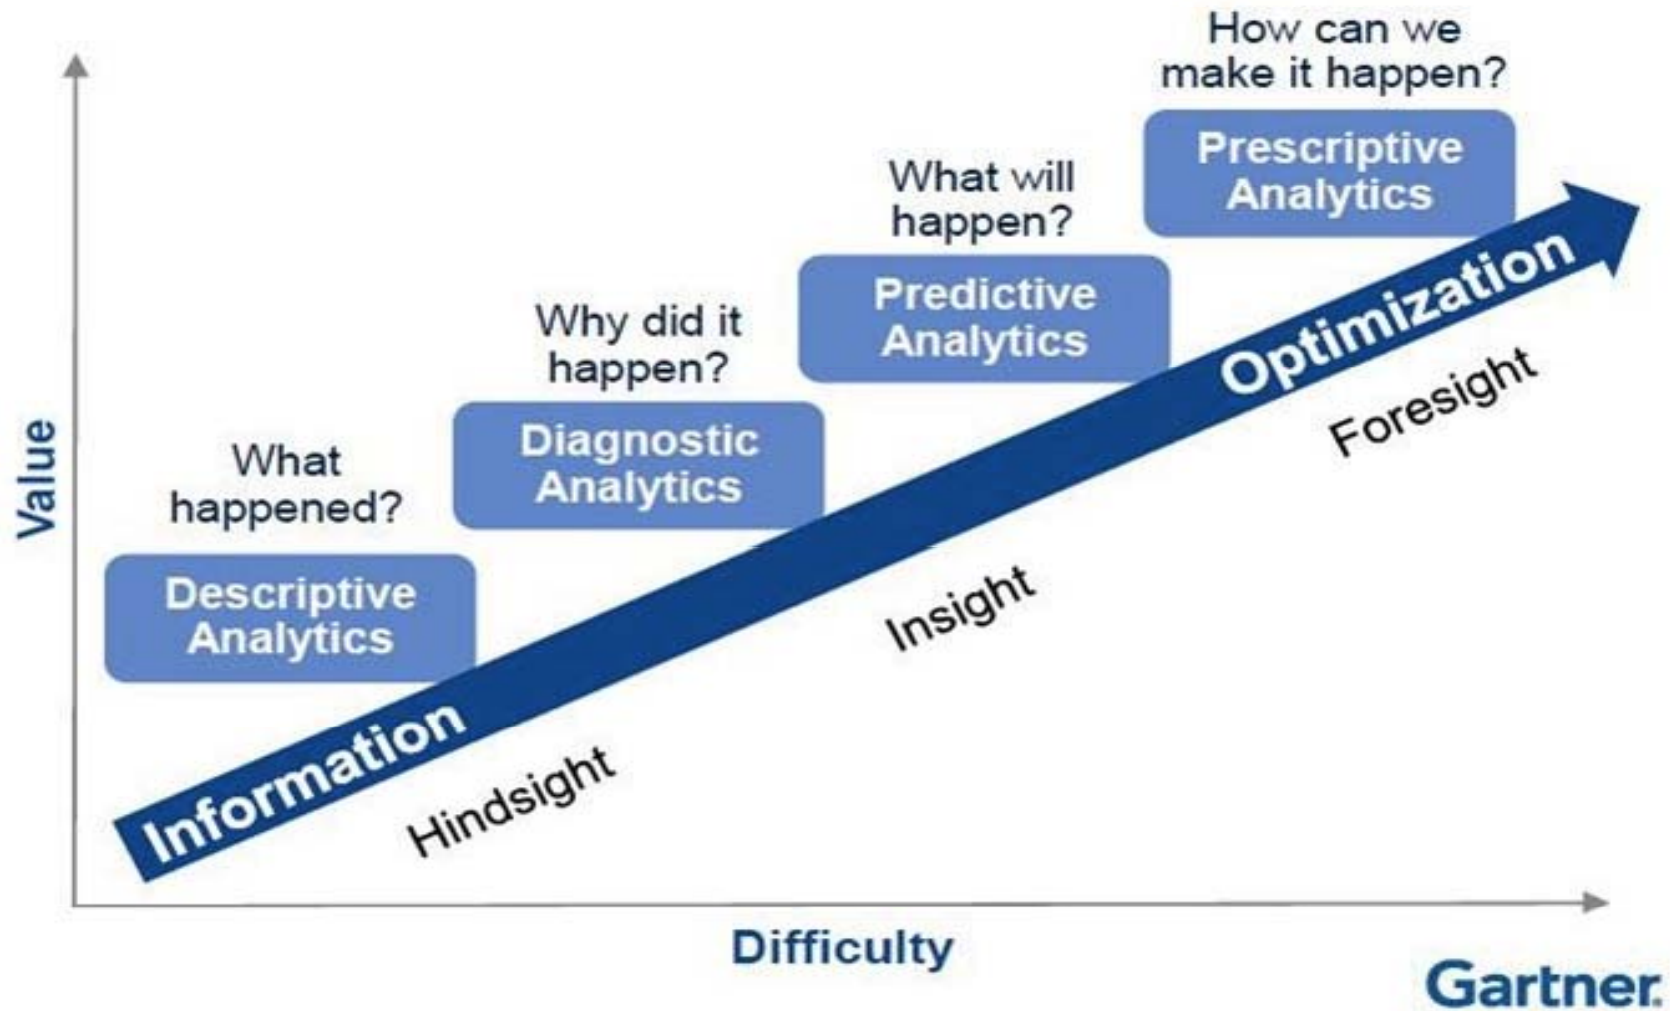 How can we
make it happen?
Prescriptive
Analytics
What will
happen?
Predictive
Analytics
Why did it
happen?
Diagnostic
Analytics
What
happened?
Descriptive
Analytics
Value
Information
Optimization
Hindsight
Insight
Foresight
Difficulty
Gartner.